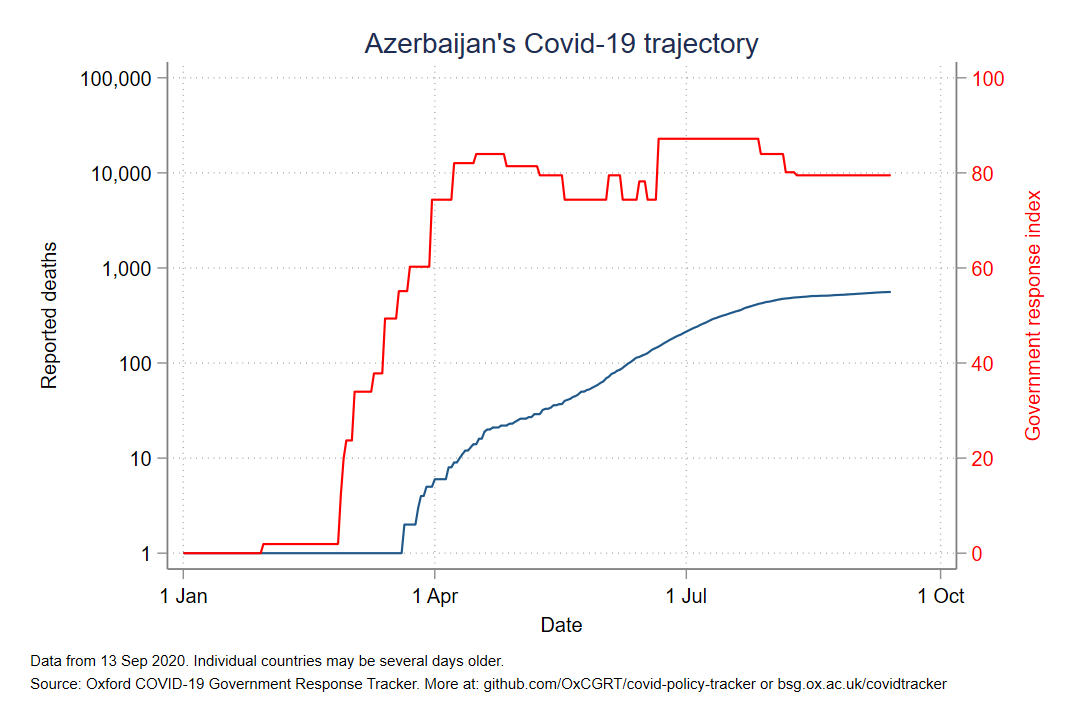 Azerbaijan's Covid-19 trajectory
100,000
10,000
1,000
100
10
1
Reported deaths
100
80
60
40
20
0
Government response index
1 Jan
1 Apr
1 Jul
1 Oct
Date
Data from 13 Sep 2020. Individual countries may be several days older.
Source: Oxford COVID-19 Government Response Tracker. More at: github.com/OxCGRT/covid-policy-tracker or bsg.ox.ac.uk/covidtracker